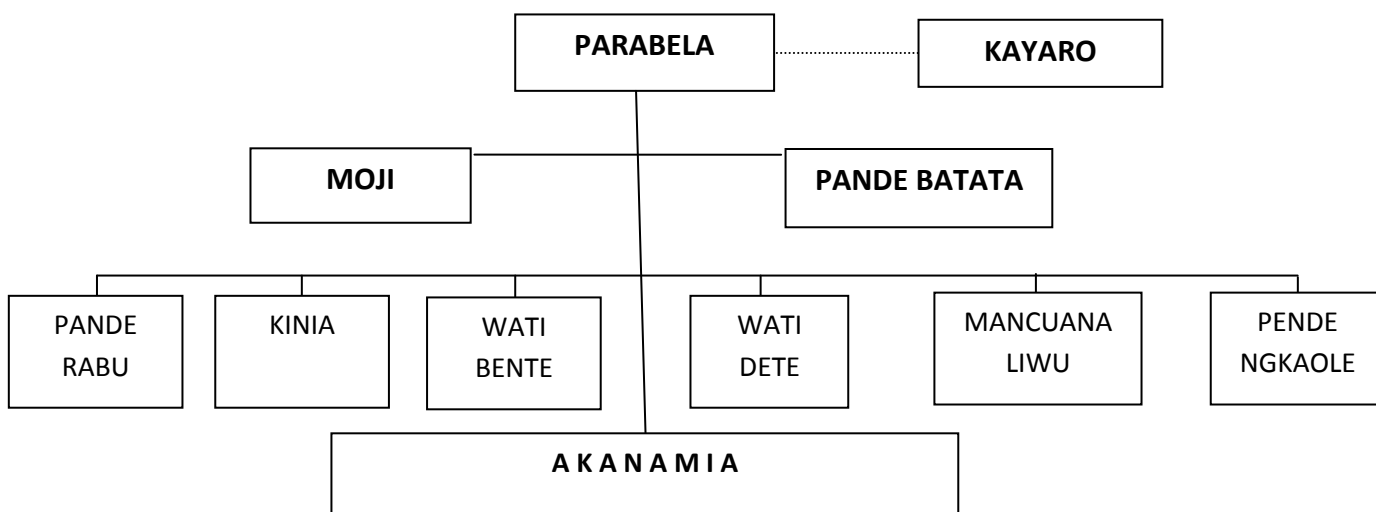 PARABELA
KAYARO
MOJI
PANDE BATATA
PANDE
RABU
KINIA
WATI
BENTE
WATI
DETE
MANCUANA
LIWU
PENDE
NGKAOLE
A K A N A M I A